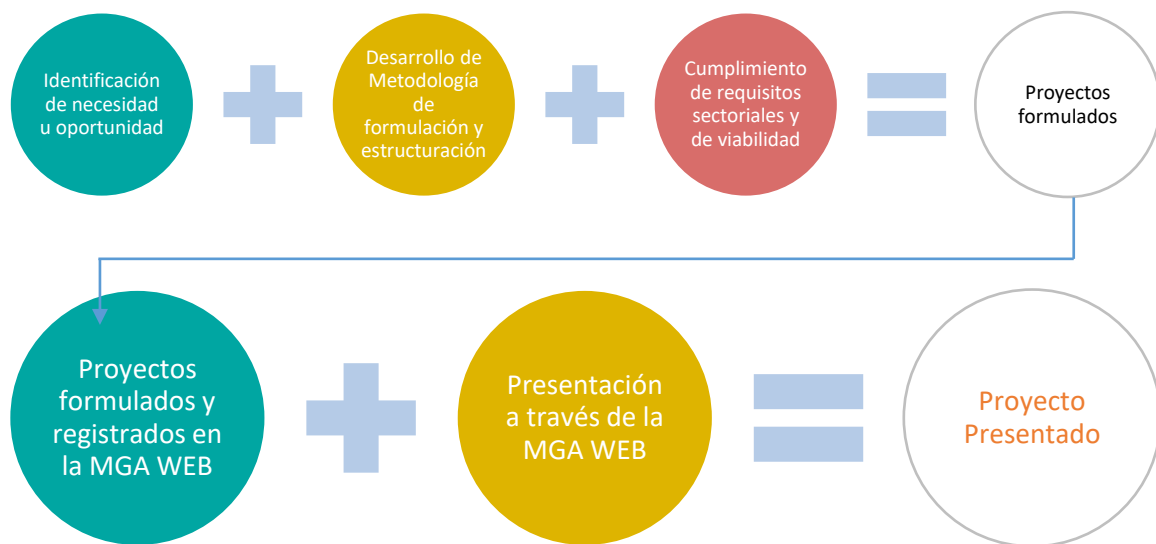 Identificación
de necesidad
u oportunidad
Desarrollo de
Metodología
de
formulación y
estructuración
Cumplimiento
de requisitos
sectoriales y
de viabilidad
Proyectos
formulados
Proyectos
formulados y
registrados en
la MGA WEB
Presentación
a través de la
MGA WEB
Proyecto
Presentado